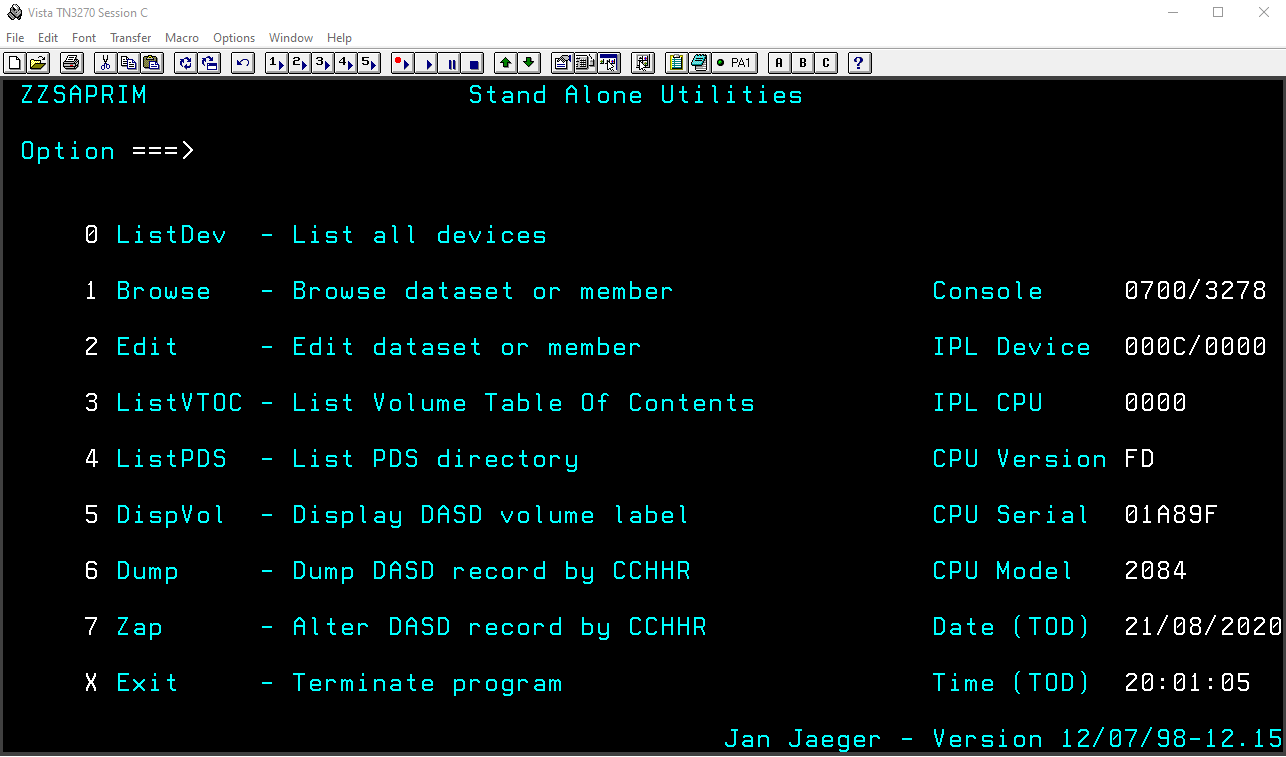 Vista TN3270 Session C
File Edit Font Transfer Macro Options Window Help
1 2 3 4 5 PA1 A B C ?
ZZSAPRIM Stand Alone Utilities
Option ===>
0 ListDev - List all devices
1 Browse - Browse dataset or member Console 0700/3278
2 Edit - Edit dataset or member IPL Device 000C/0000
3 ListVTOC - List Volume Table Of Contents IPL CPU 0000
4 ListPDS - List PDS directory CPU Version FD
5 DispVol - Display DASD volume label CPU Serial 01A89F
6 Dump - Dump DASD record by CCHHR CPU Model 2084
7 Zap - Alter DASD record by CCHHR Date (TOD) 21/08/2020
X Exit - Terminate program Time (TOD) 20:01:05
Jan Jaeger - Version 12/07/98-12.15